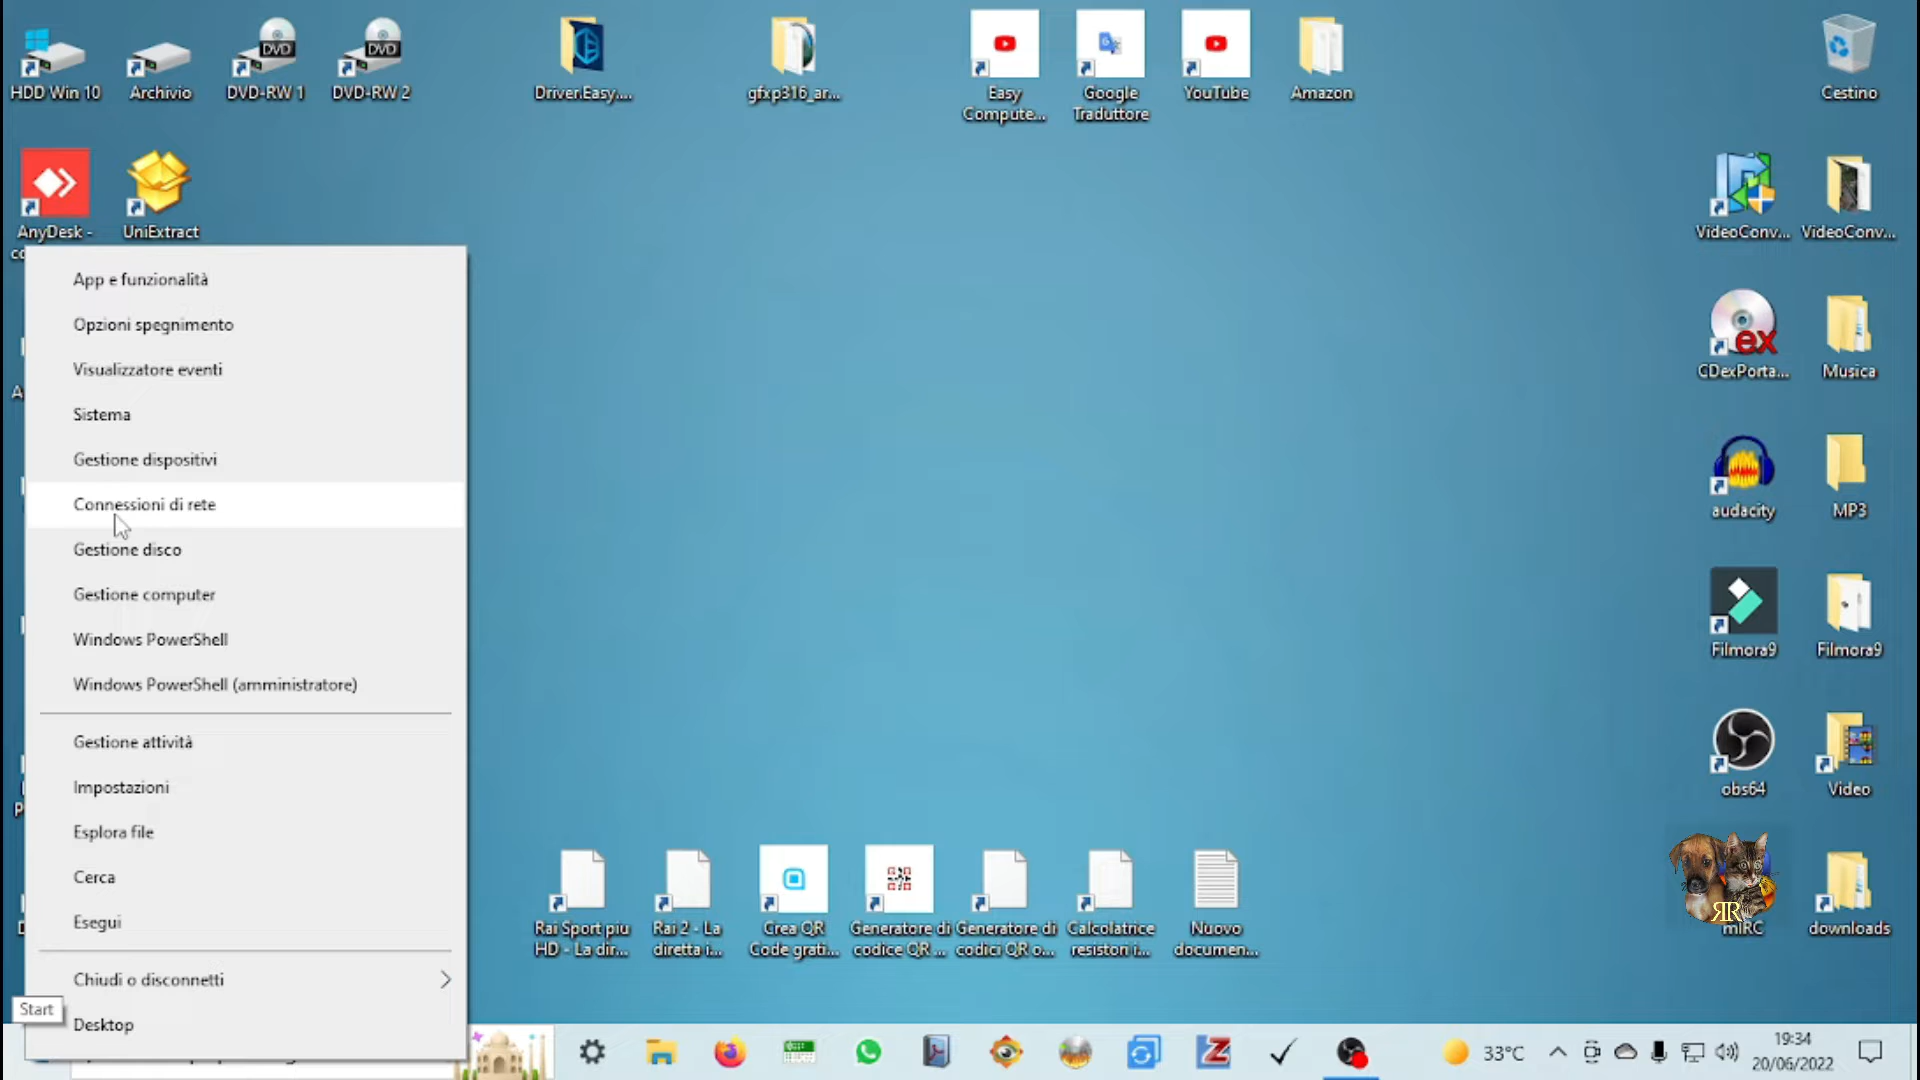 HDD Win 10
Archivio
DVD-RW 1
DVD-RW 2
Driver.Easy....
gfxp316_ar...
Easy
Compute...
Google
Traduttore
YouTube
Amazon
Cestino
AnyDesk -
UniExtract
VideoConv...
VideoConv...
App e funzionalità
Opzioni spegnimento
Visualizzatore eventi
Sistema
Gestione dispositivi
Connessioni di rete
Gestione disco
Gestione computer
Windows PowerShell
Windows PowerShell (amministratore)
Gestione attività
Impostazioni
Esplora file
Cerca
Esegui
Chiudi o disconnetti
Start
Desktop
ex
CDexPorta...
Musica
audacity
MP3
Filmora9
Filmora9
obs64
Video
RR
mIRC
downloads
Rai Sport piu
HD - La dir...
Rai 2 - La
diretta i...
Crea QR
Code grati...
Generatore di
codice QR ...
Generatore di
codici QR o...
Calcolatrice
resistori i...
Nuovo
documen...
33°C
19:34
20/06/2022